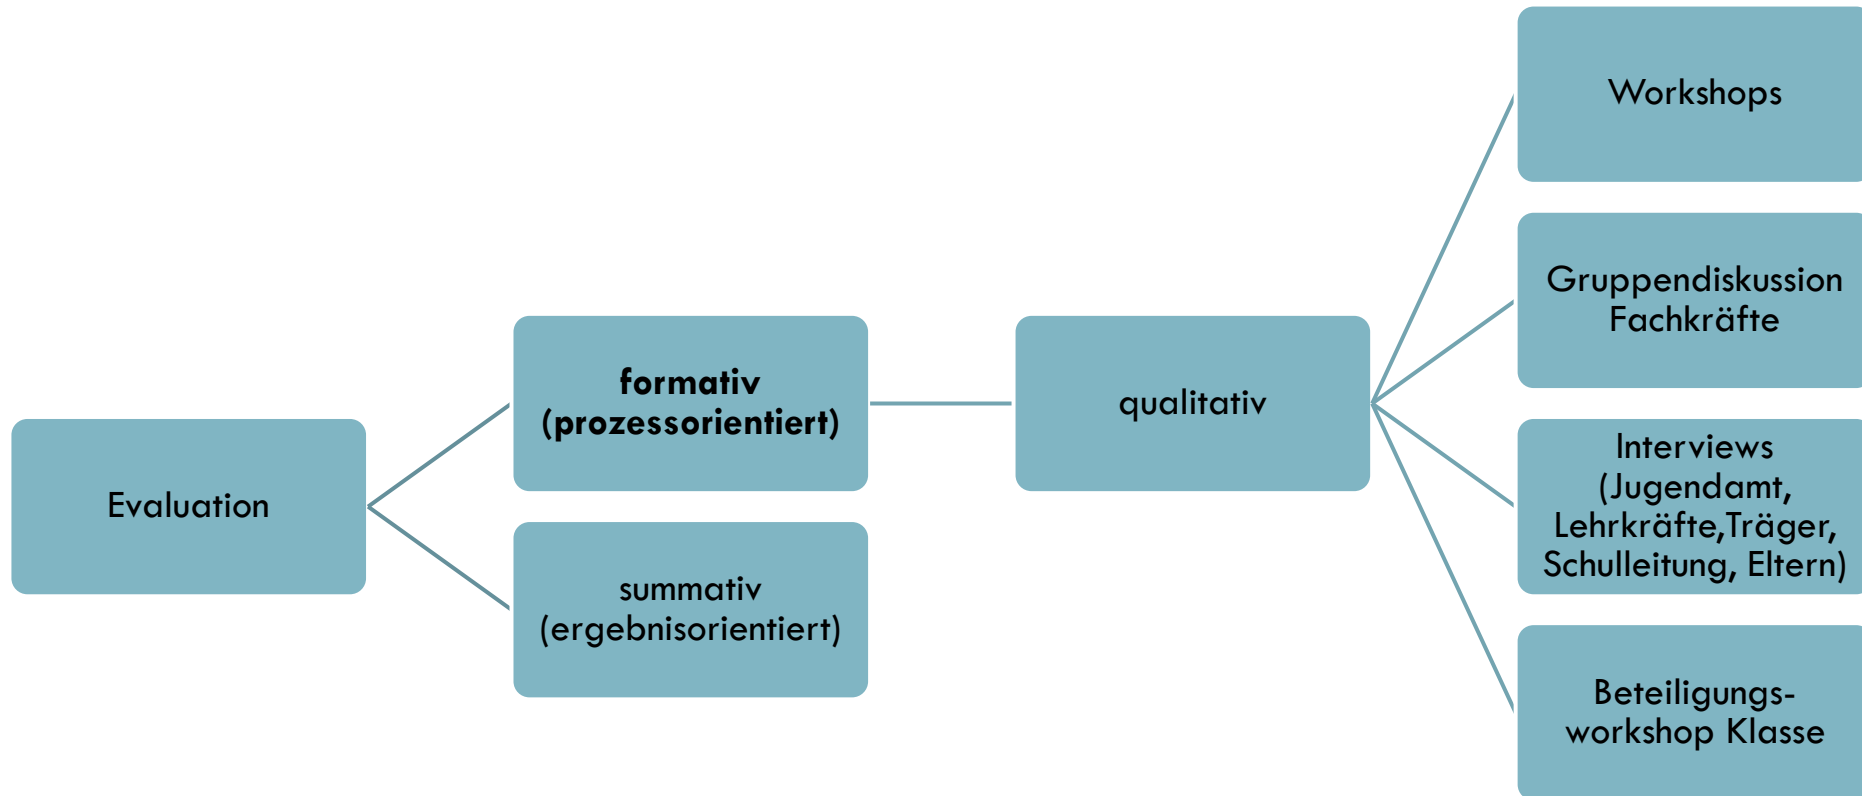 Evaluation
formativ
(prozessorientiert)
summativ
(ergebnisorientiert)
qualitativ
Workshops
Gruppendiskussion
Fachkräfte
Interviews
(Jugendamt,
Lehrkräfte,Träger,
Schulleitung, Eltern)
Beteiligungs-
workshop Klasse